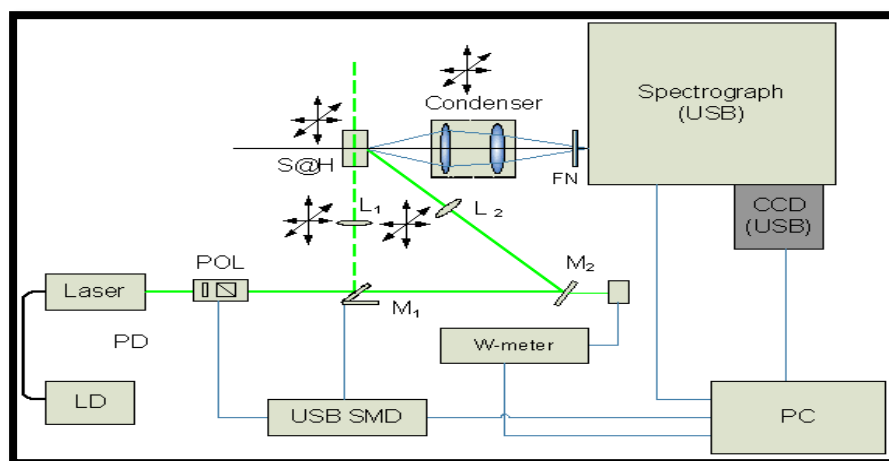 Spectrograph
(USB)
Condenser
S@H
FN
CCD
(USB)
L1
L2
POL
M2
Laser
M1
PD
W-meter
LD
USB SMD
PC